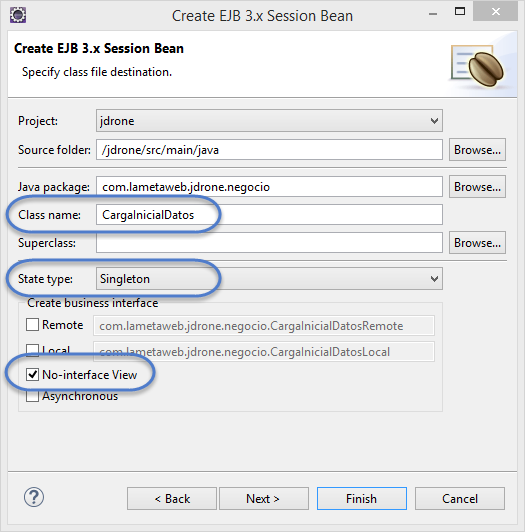 Create EJB 3.x Session Bean
Create EJB 3.x Session Bean
Specify class file destination.
Project: jdrone
Source folder: /jdrone/src/main/java Browse...
Java package: com.lametaweb.jdrone.negocio Browse...
Class name: CargaInicialDatos
Superclass: Browse...
State type: Singleton
Create business interface
Remote com.lametaweb.jdrone.negocio.CargaInicialDatosRemote
Local com.lametaweb.jdrone.negocio.CargaInicialDatosLocal
No-interface View
Asynchronous
? < Back Next > Finish Cancel